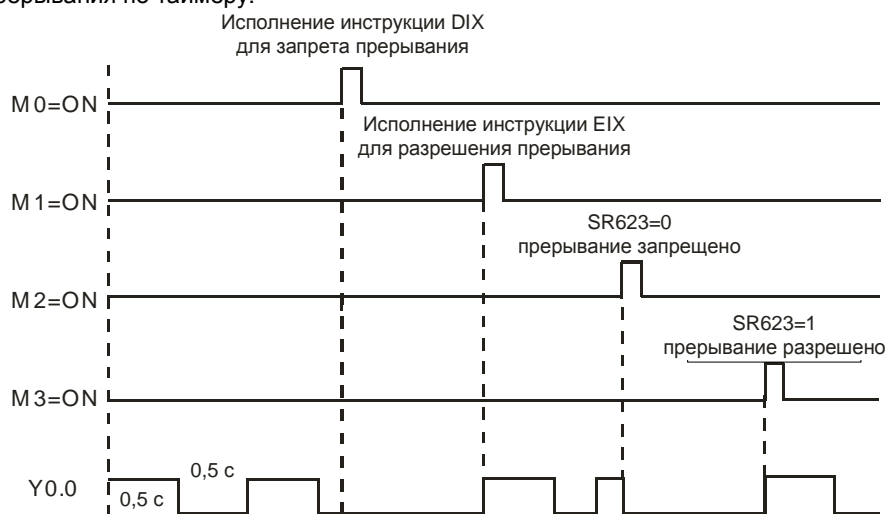 по таймеру.
Исполнение инструкции DIX
для запрета прерывания
M0=ON
Исполнение инструкции EIX
для разрешения прерывания
M1=ON
SR623=0
прерывание запрещено
M2=ON
SR623=1
прерывание разрешено
M3=ON
0,5 с
Y0.0
0,5 с